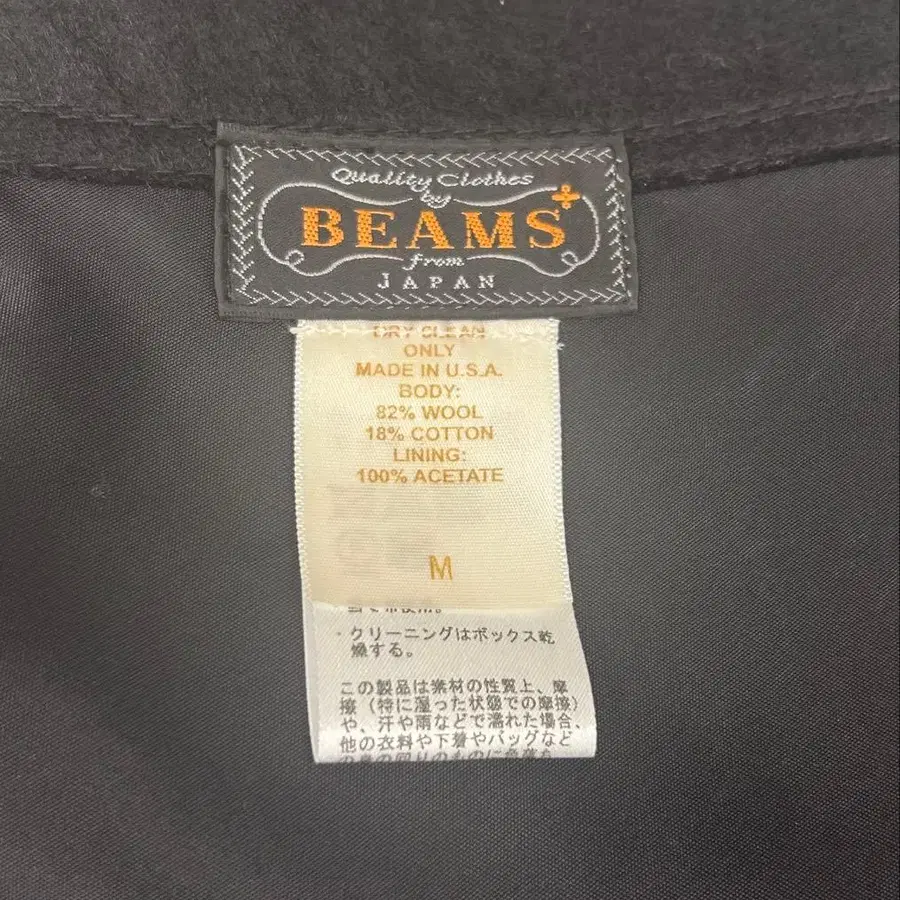 Quality Clothes
by
BEAMS+
from
JAPAN
DRY CLEAN
ONLY
MADE IN U.S.A.
BODY:
82% WOOL
18% COTTON
LINING:
100% ACETATE
M
・クリーニングはボックス乾
燥する。
この製品は素材の性質上、摩
擦（特に湿った状態での摩擦）
や、汗や雨などで濡れた場合、
他の衣料や下着やバッグなど